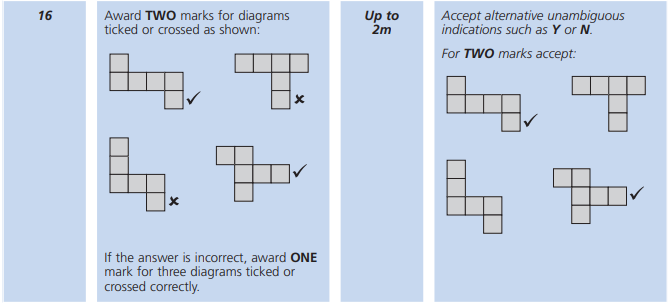 16
Award TWO marks for diagrams
ticked or crossed as shown:
If the answer is incorrect, award ONE
mark for three diagrams ticked or
crossed correctly.
Up to
2m
Accept alternative unambiguous
indications such as Y or N.
For TWO marks accept: